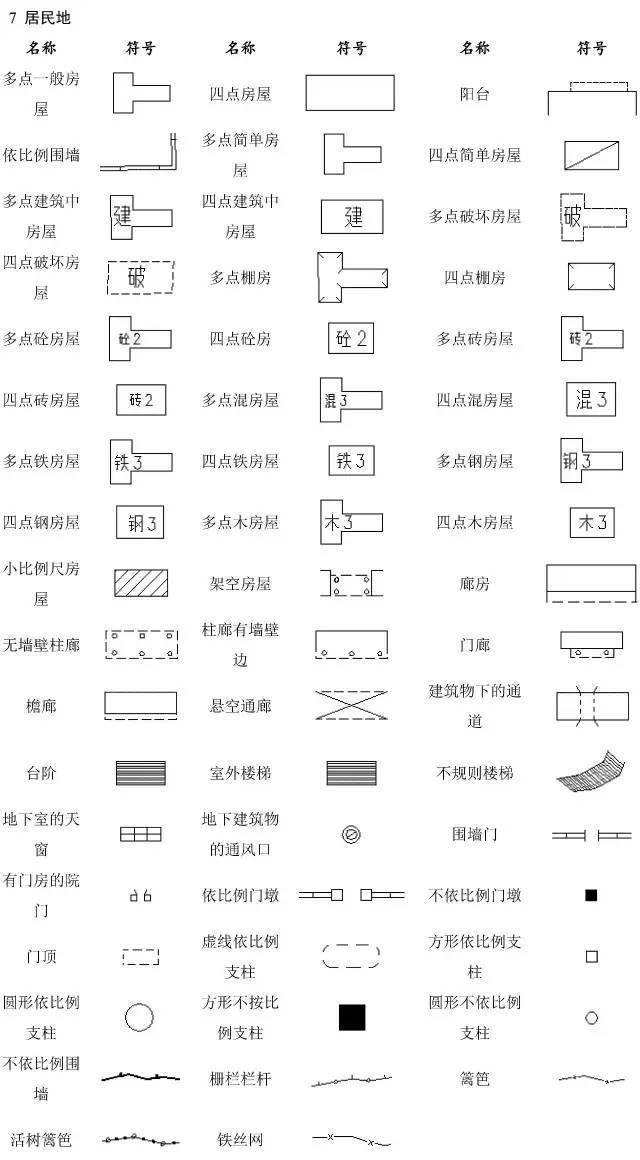 7 居民地
名称 符号 名称 符号 名称 符号
多点一般房
屋
四点房屋
阳台
依比例围墙
多点简单房
屋
四点简单房屋
多点建筑中
房屋
建
四点建筑中
房屋
建
多点破坏房屋
破
四点破坏房
屋
破
多点棚房
四点棚房
多点砼房屋
砼2
四点砼房
砼2
多点砖房屋
砖2
四点砖房屋
砖2
多点混房屋
混3
四点混房屋
混3
多点铁房屋
铁3
四点铁房屋
铁3
多点钢房屋
钢3
四点钢房屋
钢3
多点木房屋
木3
四点木房屋
木3
小比例尺房
屋
架空房屋
廊房
无墙壁柱廊
柱廊有墙壁
边
门廊
檐廊
悬空通廊
建筑物下的通
道
台阶
室外楼梯
不规则楼梯
地下室的天
窗
地下建筑物
的通风口
围墙门
有门房的院
门
依比例门墩
不依比例门墩
门顶
虚线依比例
支柱
方形依比例支
柱
圆形依比例
支柱
方形不按比
例支柱
圆形不依比例
支柱
不依比例围
墙
栅栏栏杆
篱笆
活树篱笆
铁丝网